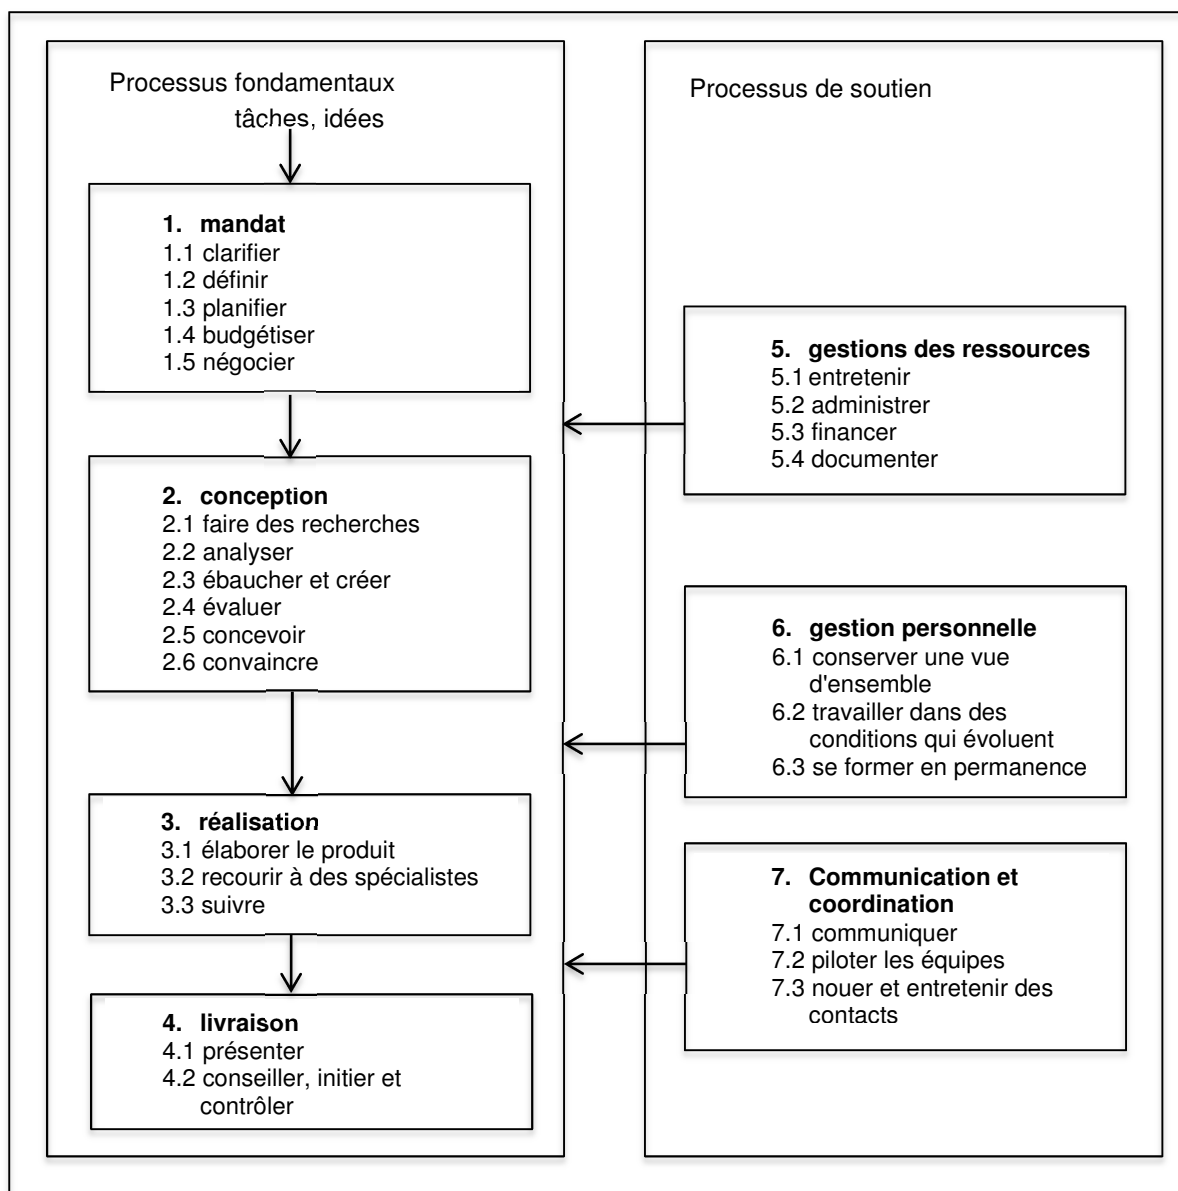 Processus fondamentaux
tâches, idées
1. mandat
1.1 clarifier
1.2 définir
1.3 planifier
1.4 budgétiser
1.5 négocier
2. conception
2.1 faire des recherches
2.2 analyser
2.3 ébaucher et créer
2.4 évaluer
2.5 concevoir
2.6 convaincre
3. réalisation
3.1 élaborer le produit
3.2 recourir à des spécialistes
3.3 suivre
4. livraison
4.1 présenter
4.2 conseiller, initier et
contrôler
Processus de soutien
5. gestions des ressources
5.1 entretenir
5.2 administrer
5.3 financer
5.4 documenter
6. gestion personnelle
6.1 conserver une vue
d'ensemble
6.2 travailler dans des
conditions qui évoluent
6.3 se former en permanence
7. Communication et
coordination
7.1 communiquer
7.2 piloter les équipes
7.3 nouer et entretenir des
contacts